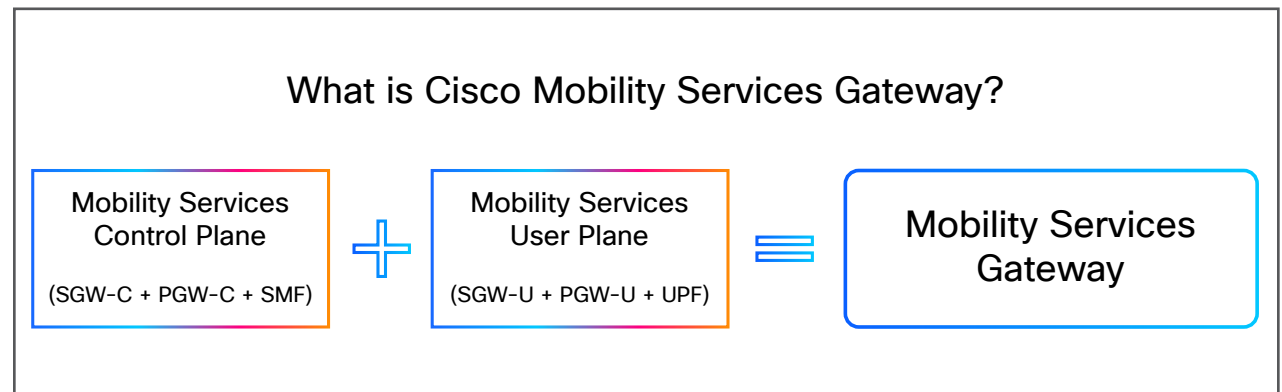 What is Cisco Mobility Services Gateway?
Mobility Services
Control Plane
(SGW-C + PGW-C + SMF)
Mobility Services
User Plane
(SGW-U + PGW-U + UPF)
Mobility Services
Gateway